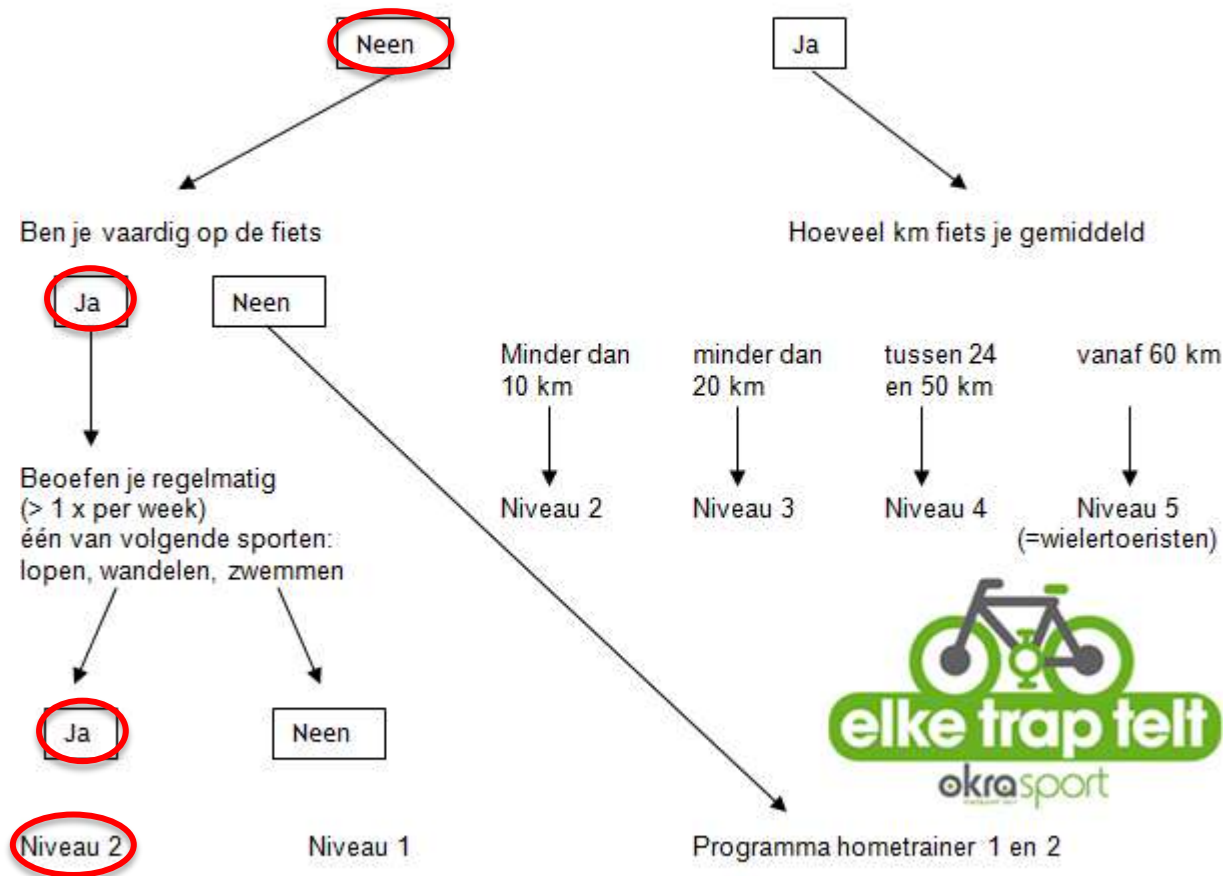 Neen
Ja
Ben je vaardig op de fiets
Hoeveel km fiets je gemiddeld
Ja
Neen
Minder dan
10 km
minder dan
20 km
tussen 24
en 50 km
vanaf 60 km
Beoefen je regelmatig
(> 1 x per week)
één van volgende sporten:
lopen, wandelen, zwemmen
Niveau 2
Niveau 3
Niveau 4
Niveau 5
(=wielertoeristen)
Ja
Neen
elke trap telt
okrasport
Niveau 2
Niveau 1
Programma hometrainer 1 en 2